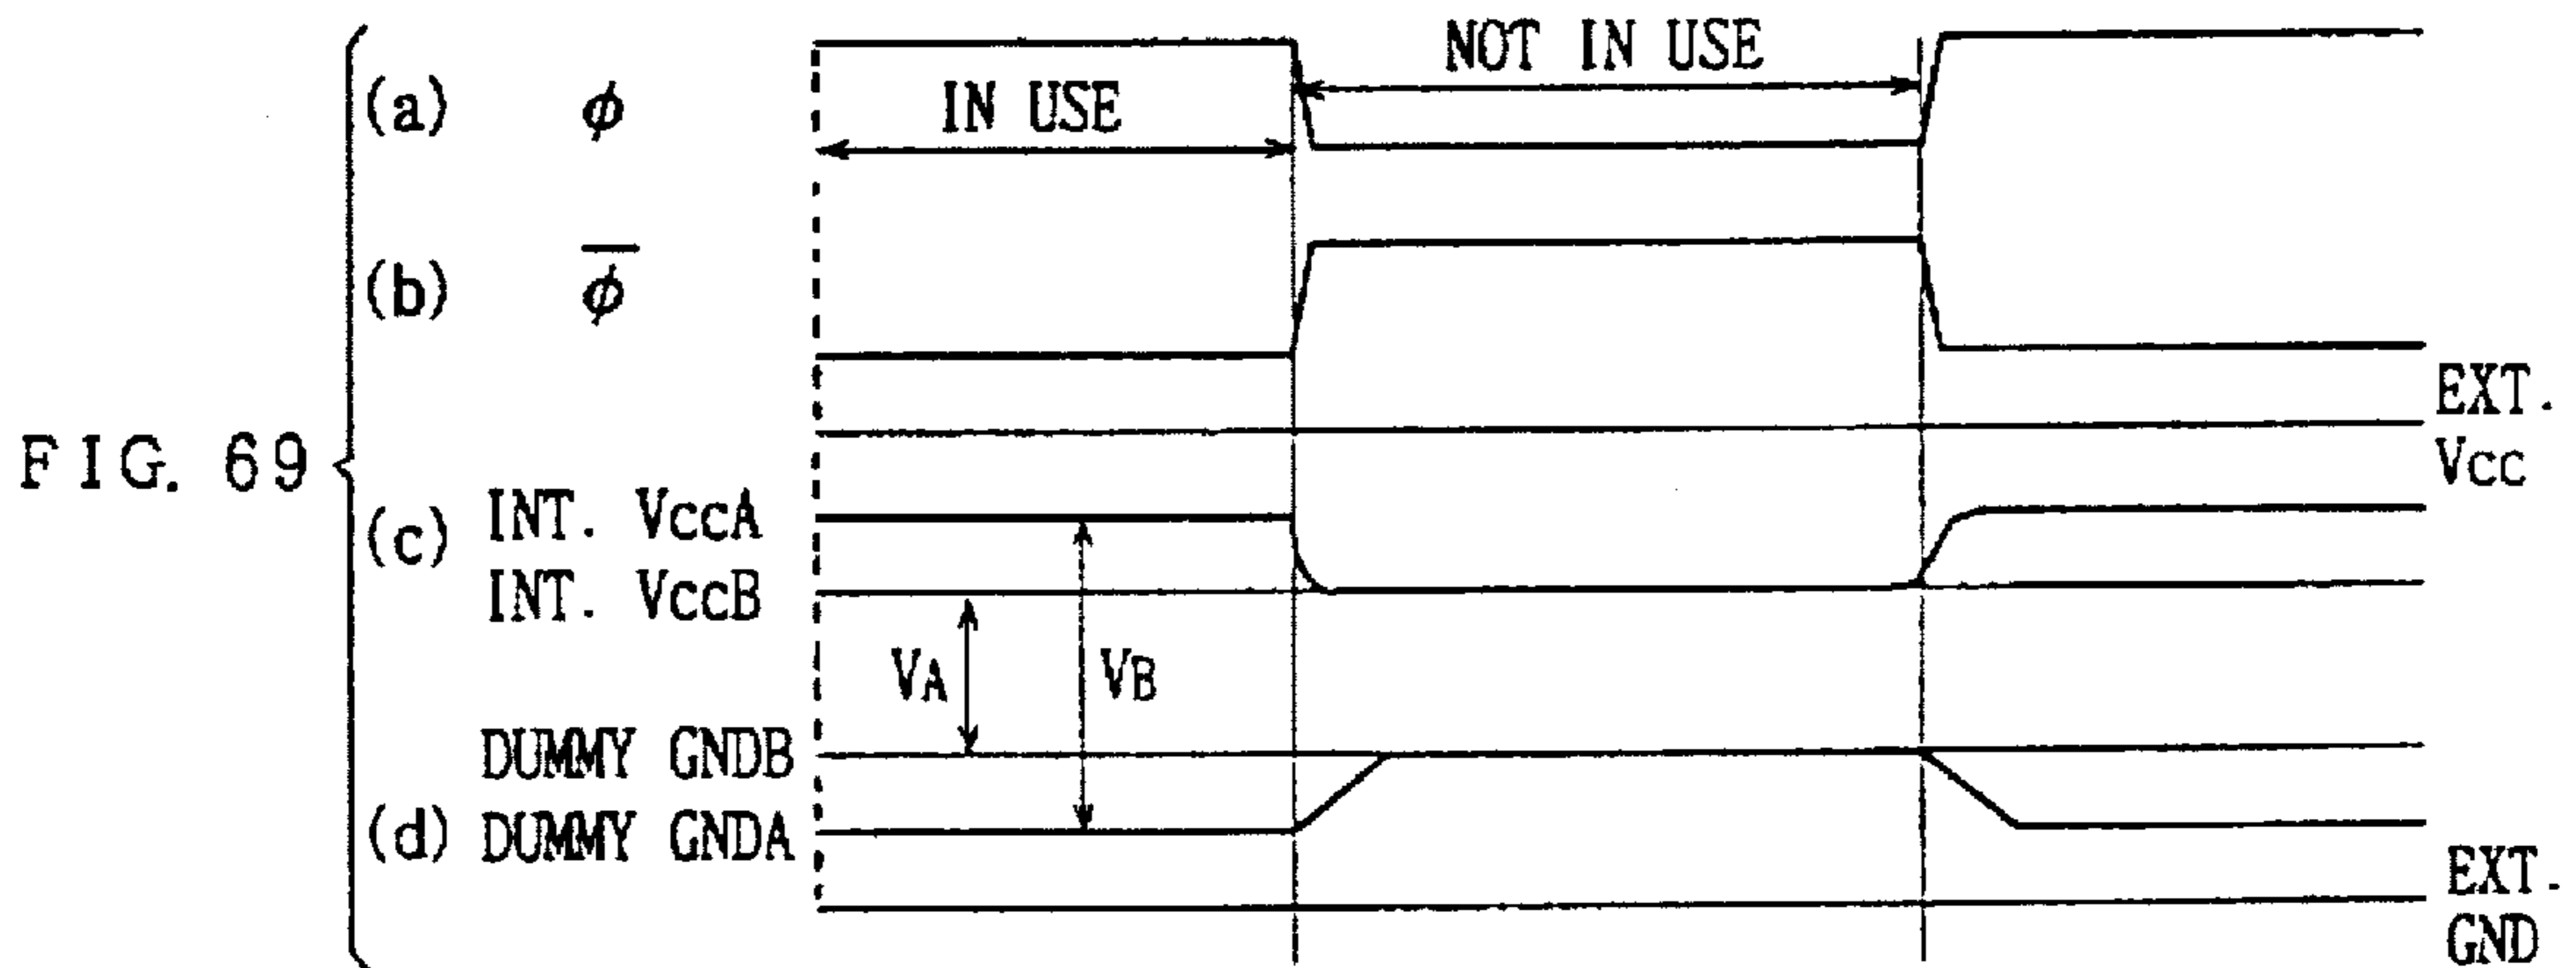 FIG. 69
(a) ϕ
IN USE
NOT IN USE
(b) ϕ̅
EXT.
Vcc
(c) INT. VccA
INT. VccB
VA
VB
DUMMY GNDB
(d) DUMMY GNDA
EXT.
GND